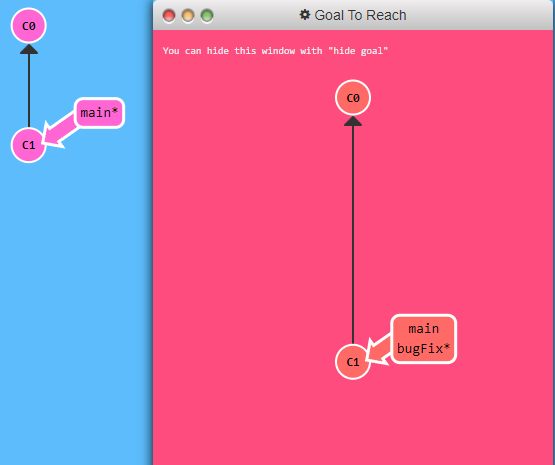 C0
main*
C1
Goal To Reach
You can hide this window with "hide goal"
C0
main
bugFix*
C1